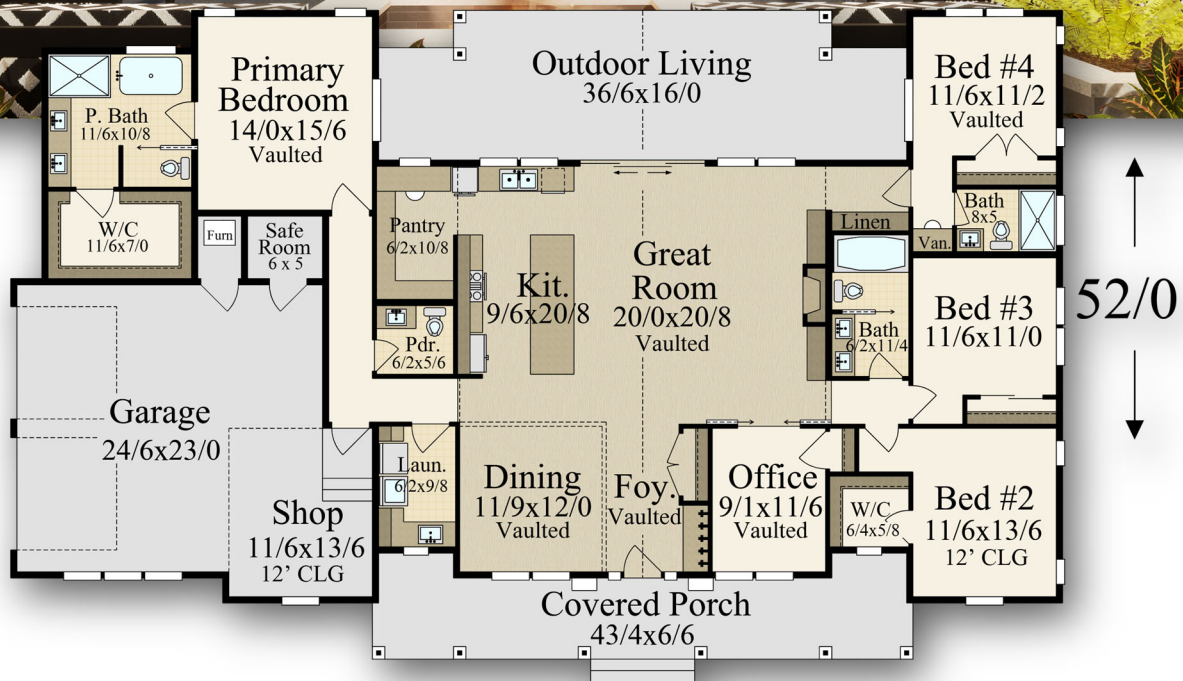 Outdoor Living
36/6x16/0
Primary
Bedroom
14/0x15/6
Vaulted
Bed #4
11/6x11/2
Vaulted
P. Bath
11/6x10/8
W/C
11/6x7/0
Furn
Safe
Room
6 x 5
Pantry
6/2x10/8
Kit.
9/6x20/8
Great
Room
20/0x20/8
Vaulted
Linen
Van.
Bath
8x5
Bath
6/2x11/4
Bed #3
11/6x11/0
52/0
Pdr.
6/2x5/6
Garage
24/6x23/0
Shop
11/6x13/6
12' CLG
Laun.
6/2x9/8
Dining
11/9x12/0
Vaulted
Foy.
Vaulted
Office
9/1x11/6
Vaulted
W/C
6/4x5/8
Bed #2
11/6x13/6
12' CLG
Covered Porch
43/4x6/6